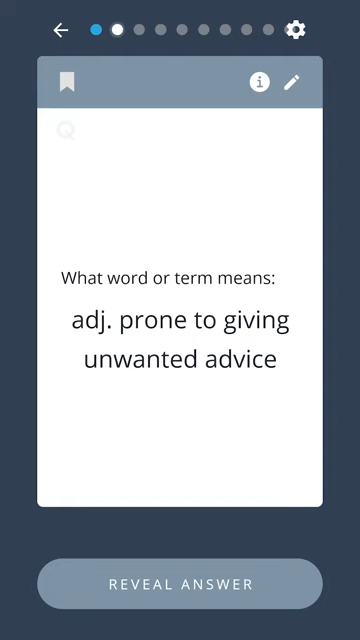 Q
What word or term means:
adj. prone to giving
unwanted advice
REVEAL ANSWER